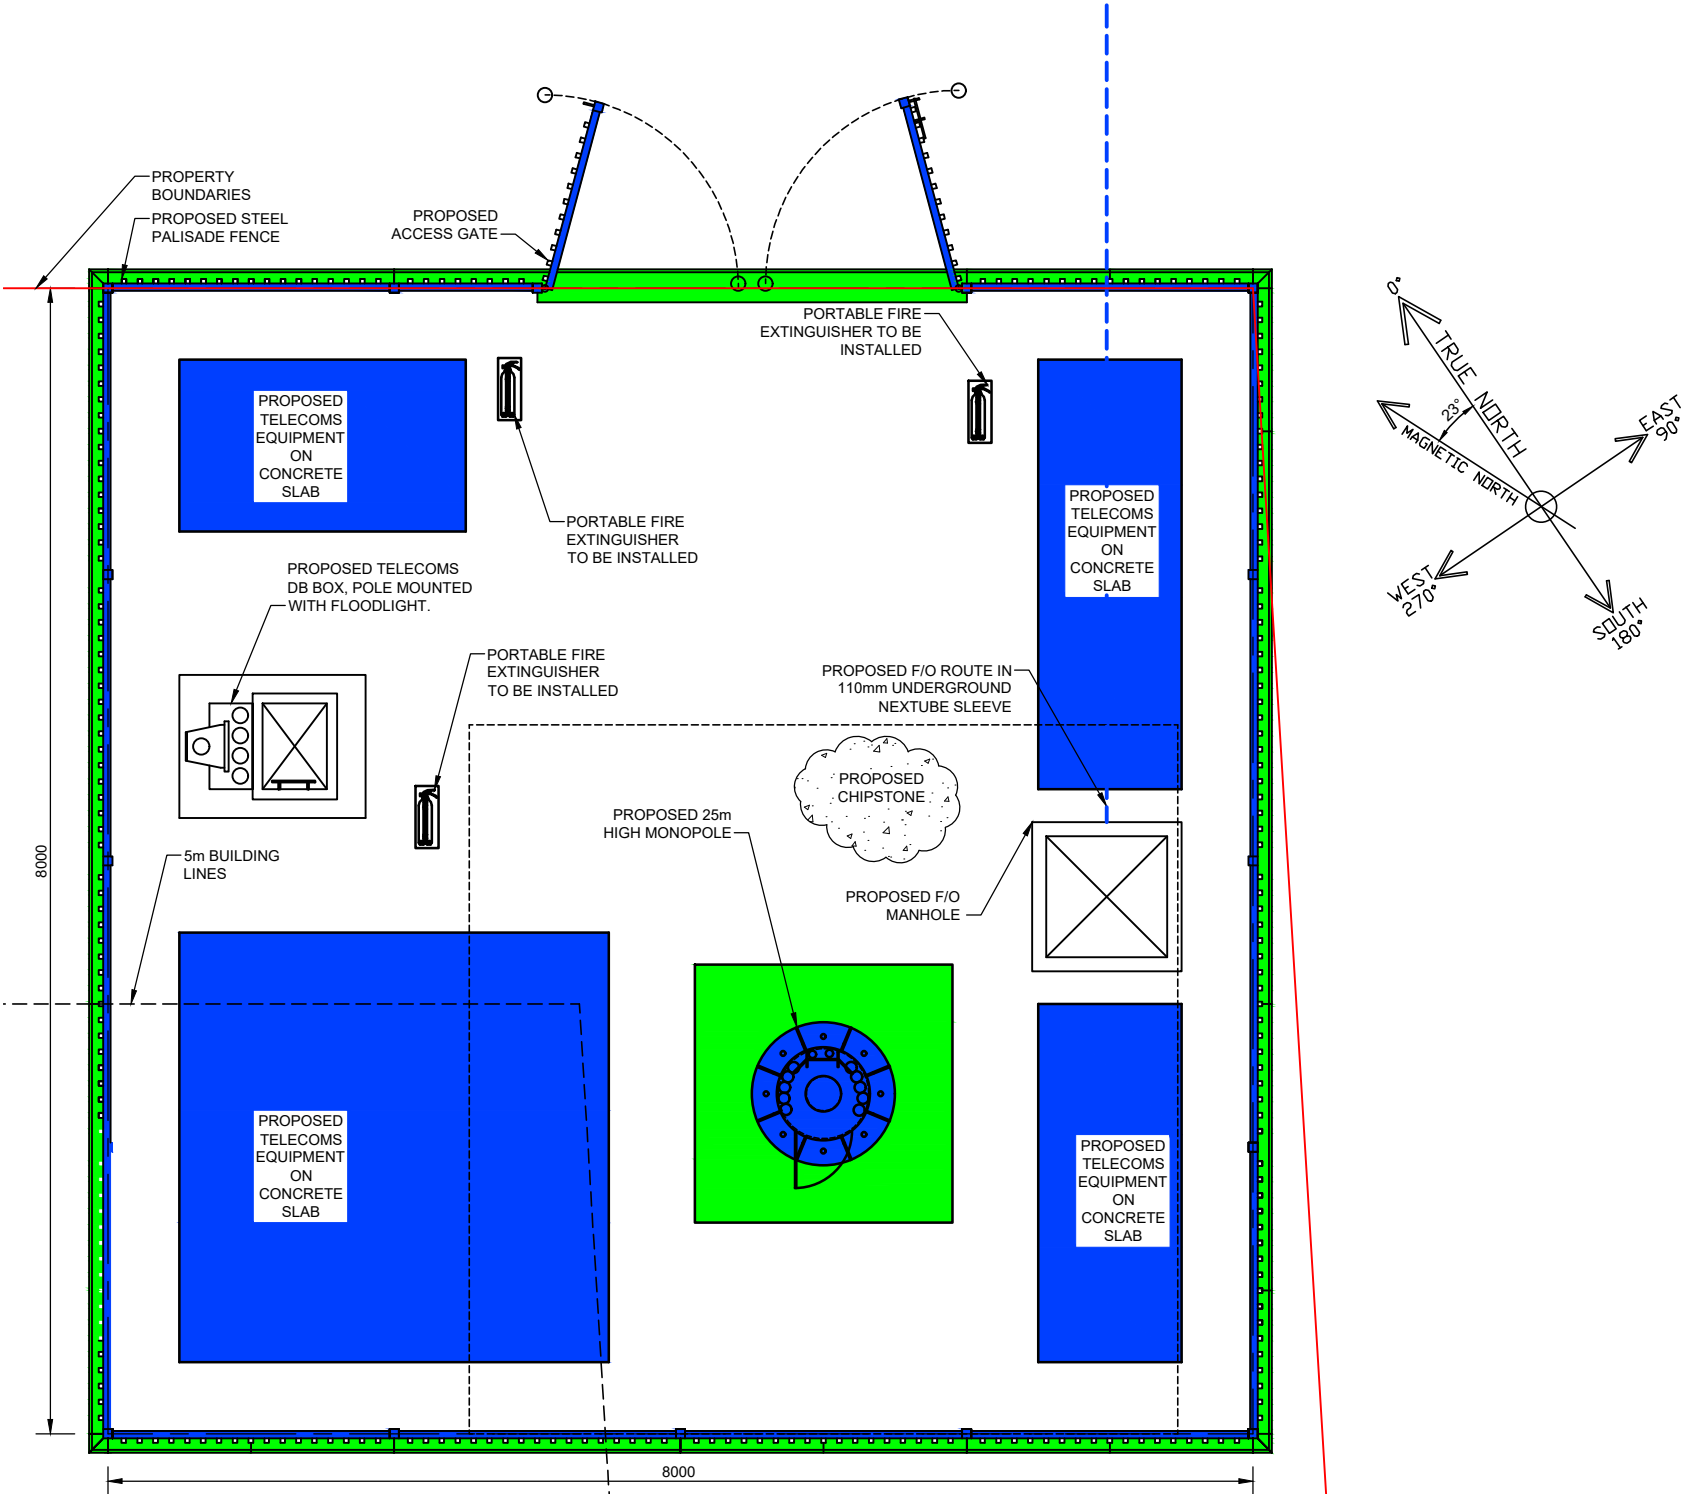 PROPERTY
BOUNDARIES
PROPOSED STEEL
PALISADE FENCE
PROPOSED
ACCESS GATE
PORTABLE FIRE
EXTINGUISHER TO BE
INSTALLED
PROPOSED
TELECOMS
EQUIPMENT
ON
CONCRETE
SLAB
PORTABLE FIRE
EXTINGUISHER
TO BE INSTALLED
PROPOSED
TELECOMS
EQUIPMENT
ON
CONCRETE
SLAB
PROPOSED TELECOMS
DB BOX, POLE MOUNTED
WITH FLOODLIGHT.
PORTABLE FIRE
EXTINGUISHER
TO BE INSTALLED
PROPOSED F/O ROUTE IN
110mm UNDERGROUND
NEXTUBE SLEEVE
PROPOSED
CHIPSTONE
PROPOSED 25m
HIGH MONOPOLE
5m BUILDING
LINES
PROPOSED F/O
MANHOLE
PROPOSED
TELECOMS
EQUIPMENT
ON
CONCRETE
SLAB
PROPOSED
TELECOMS
EQUIPMENT
ON
CONCRETE
SLAB
8000
8000
0°
TRUE NORTH
23°
MAGNETIC NORTH
EAST
90°
WEST
270°
SOUTH
180°